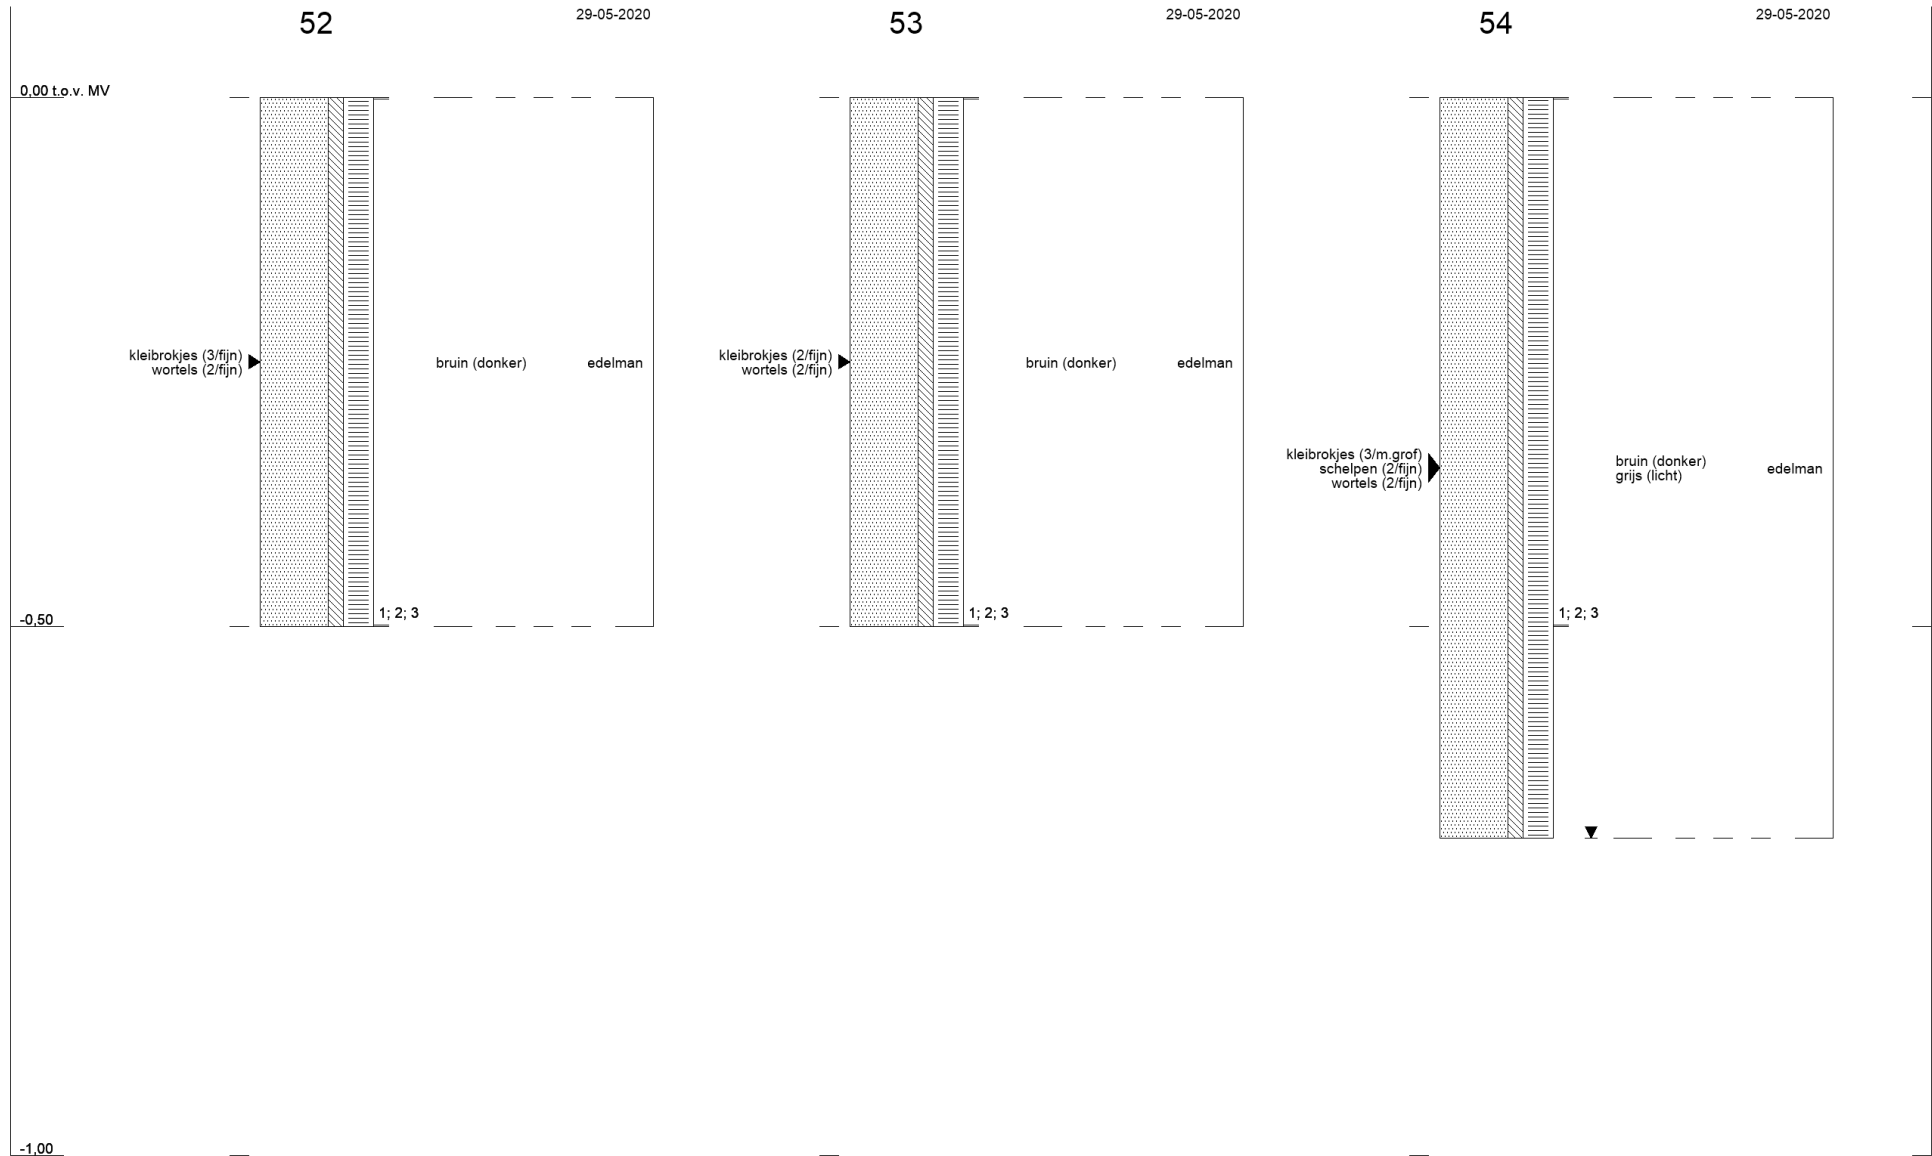 52
29-05-2020
53
29-05-2020
54
29-05-2020
0,00 t.o.v. MV
kleibrokjes (3/fijn)
wortels (2/fijn)
bruin (donker)
edelman
kleibrokjes (2/fijn)
wortels (2/fijn)
bruin (donker)
edelman
kleibrokjes (3/m.grof)
schelpen (2/fijn)
wortels (2/fijn)
bruin (donker)
grijs (licht)
edelman
1; 2; 3
1; 2; 3
1; 2; 3
-0,50
-1,00